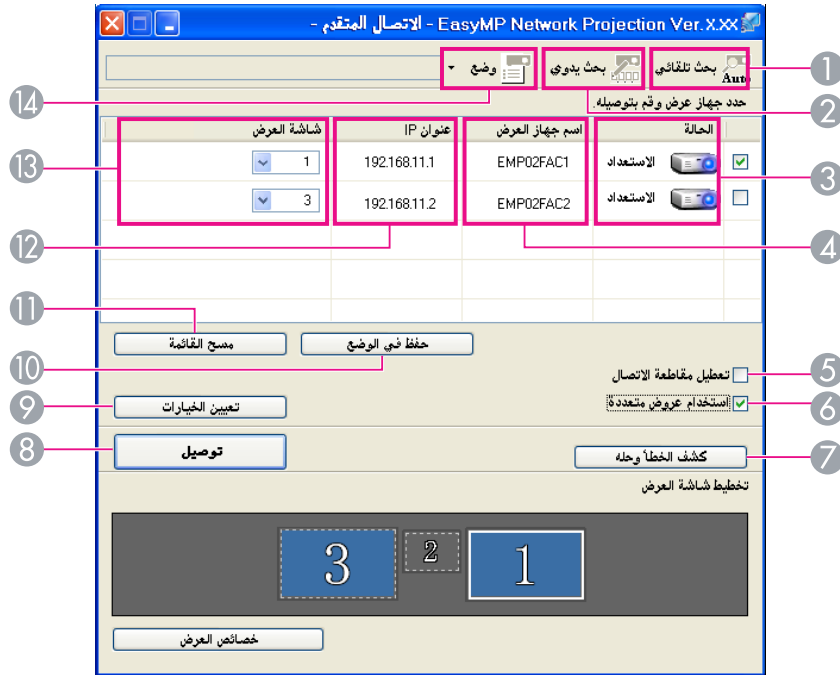 EasyMP Network Projection Ver.X.XX - الاتصال المتقدم -
بحث تلقائي Auto
بحث يدوي
وضع
1
14
2
حدد جهاز عرض وقم بتوصيله.
الحالة اسم جهاز العرض عنوان IP شاشة العرض
13
الاستعداد EMP02FAC1 192.168.11.1 1
3
الاستعداد EMP02FAC2 192.168.11.2 3
12
4
11
مسح القائمة
حفظ في الوضع
10
تعطيل مقاطعة الاتصال
5
استخدام عروض متعددة
6
تعيين الخيارات
9
توصيل
8
كشف الخطأ وحله
7
تخطيط شاشة العرض
3 2 1
خصائص العرض